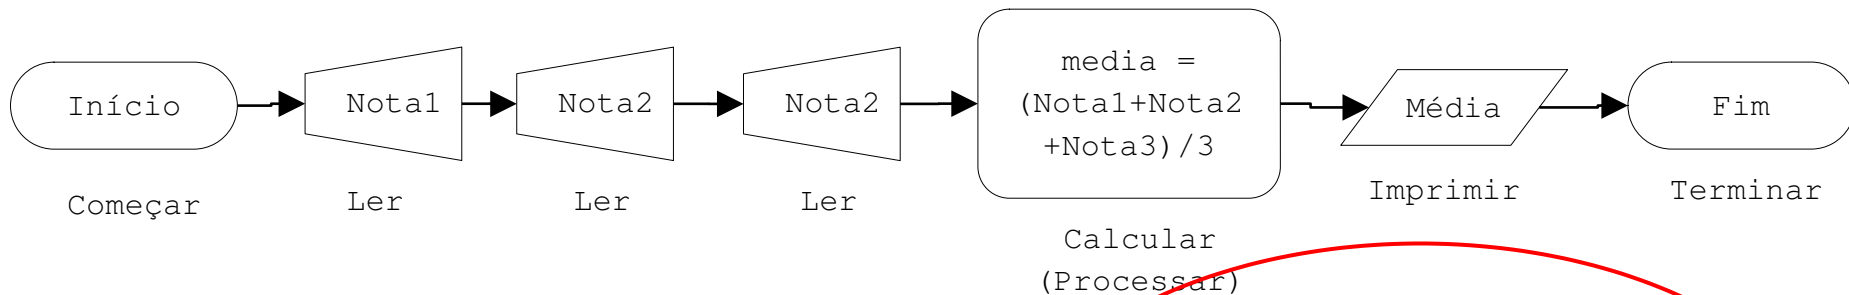 Início
Nota1
Nota2
Nota2
media =
(Nota1+Nota2
+Nota3)/3
Média
Fim
Começar
Ler
Ler
Ler
Calcular
(Processar)
Imprimir
Terminar